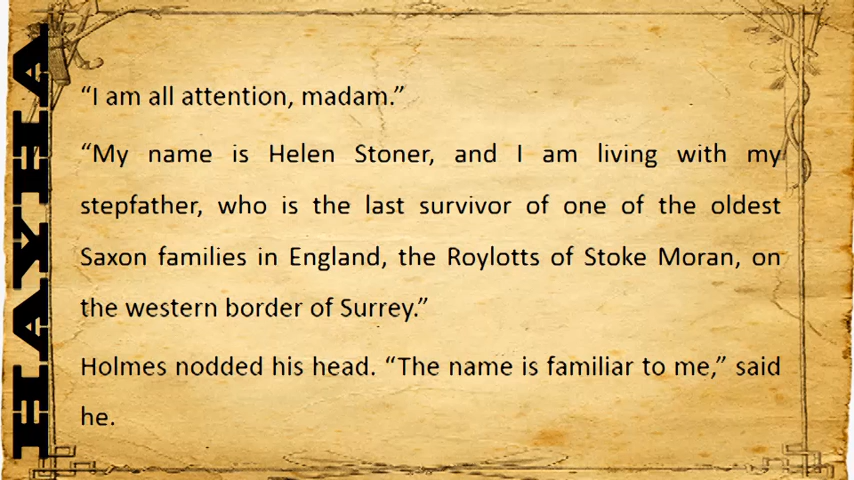 НАУКА
“I am all attention, madam.”
“My name is Helen Stoner, and I am living with my
stepfather, who is the last survivor of one of the oldest
Saxon families in England, the Roylotts of Stoke Moran, on
the western border of Surrey.”
Holmes nodded his head. “The name is familiar to me,” said
he.